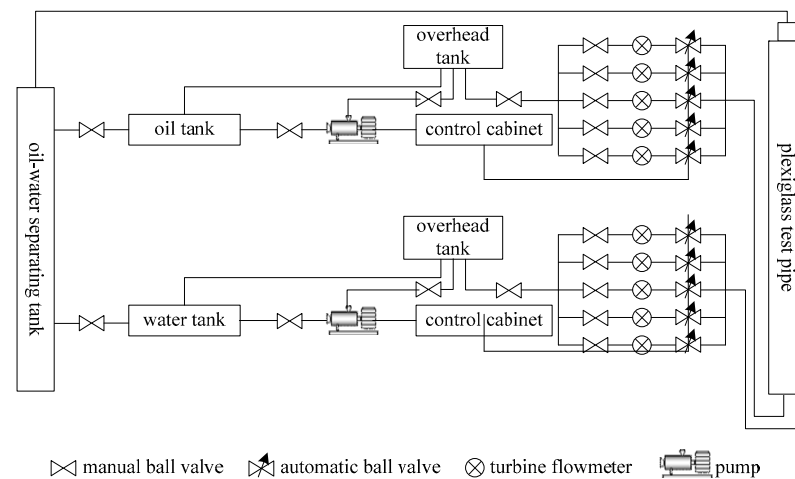 overhead
tank
oil tank
control cabinet
oil-water separating tank
plexiglass test pipe
overhead
tank
water tank
control cabinet
manual ball valve
automatic ball valve
turbine flowmeter
pump